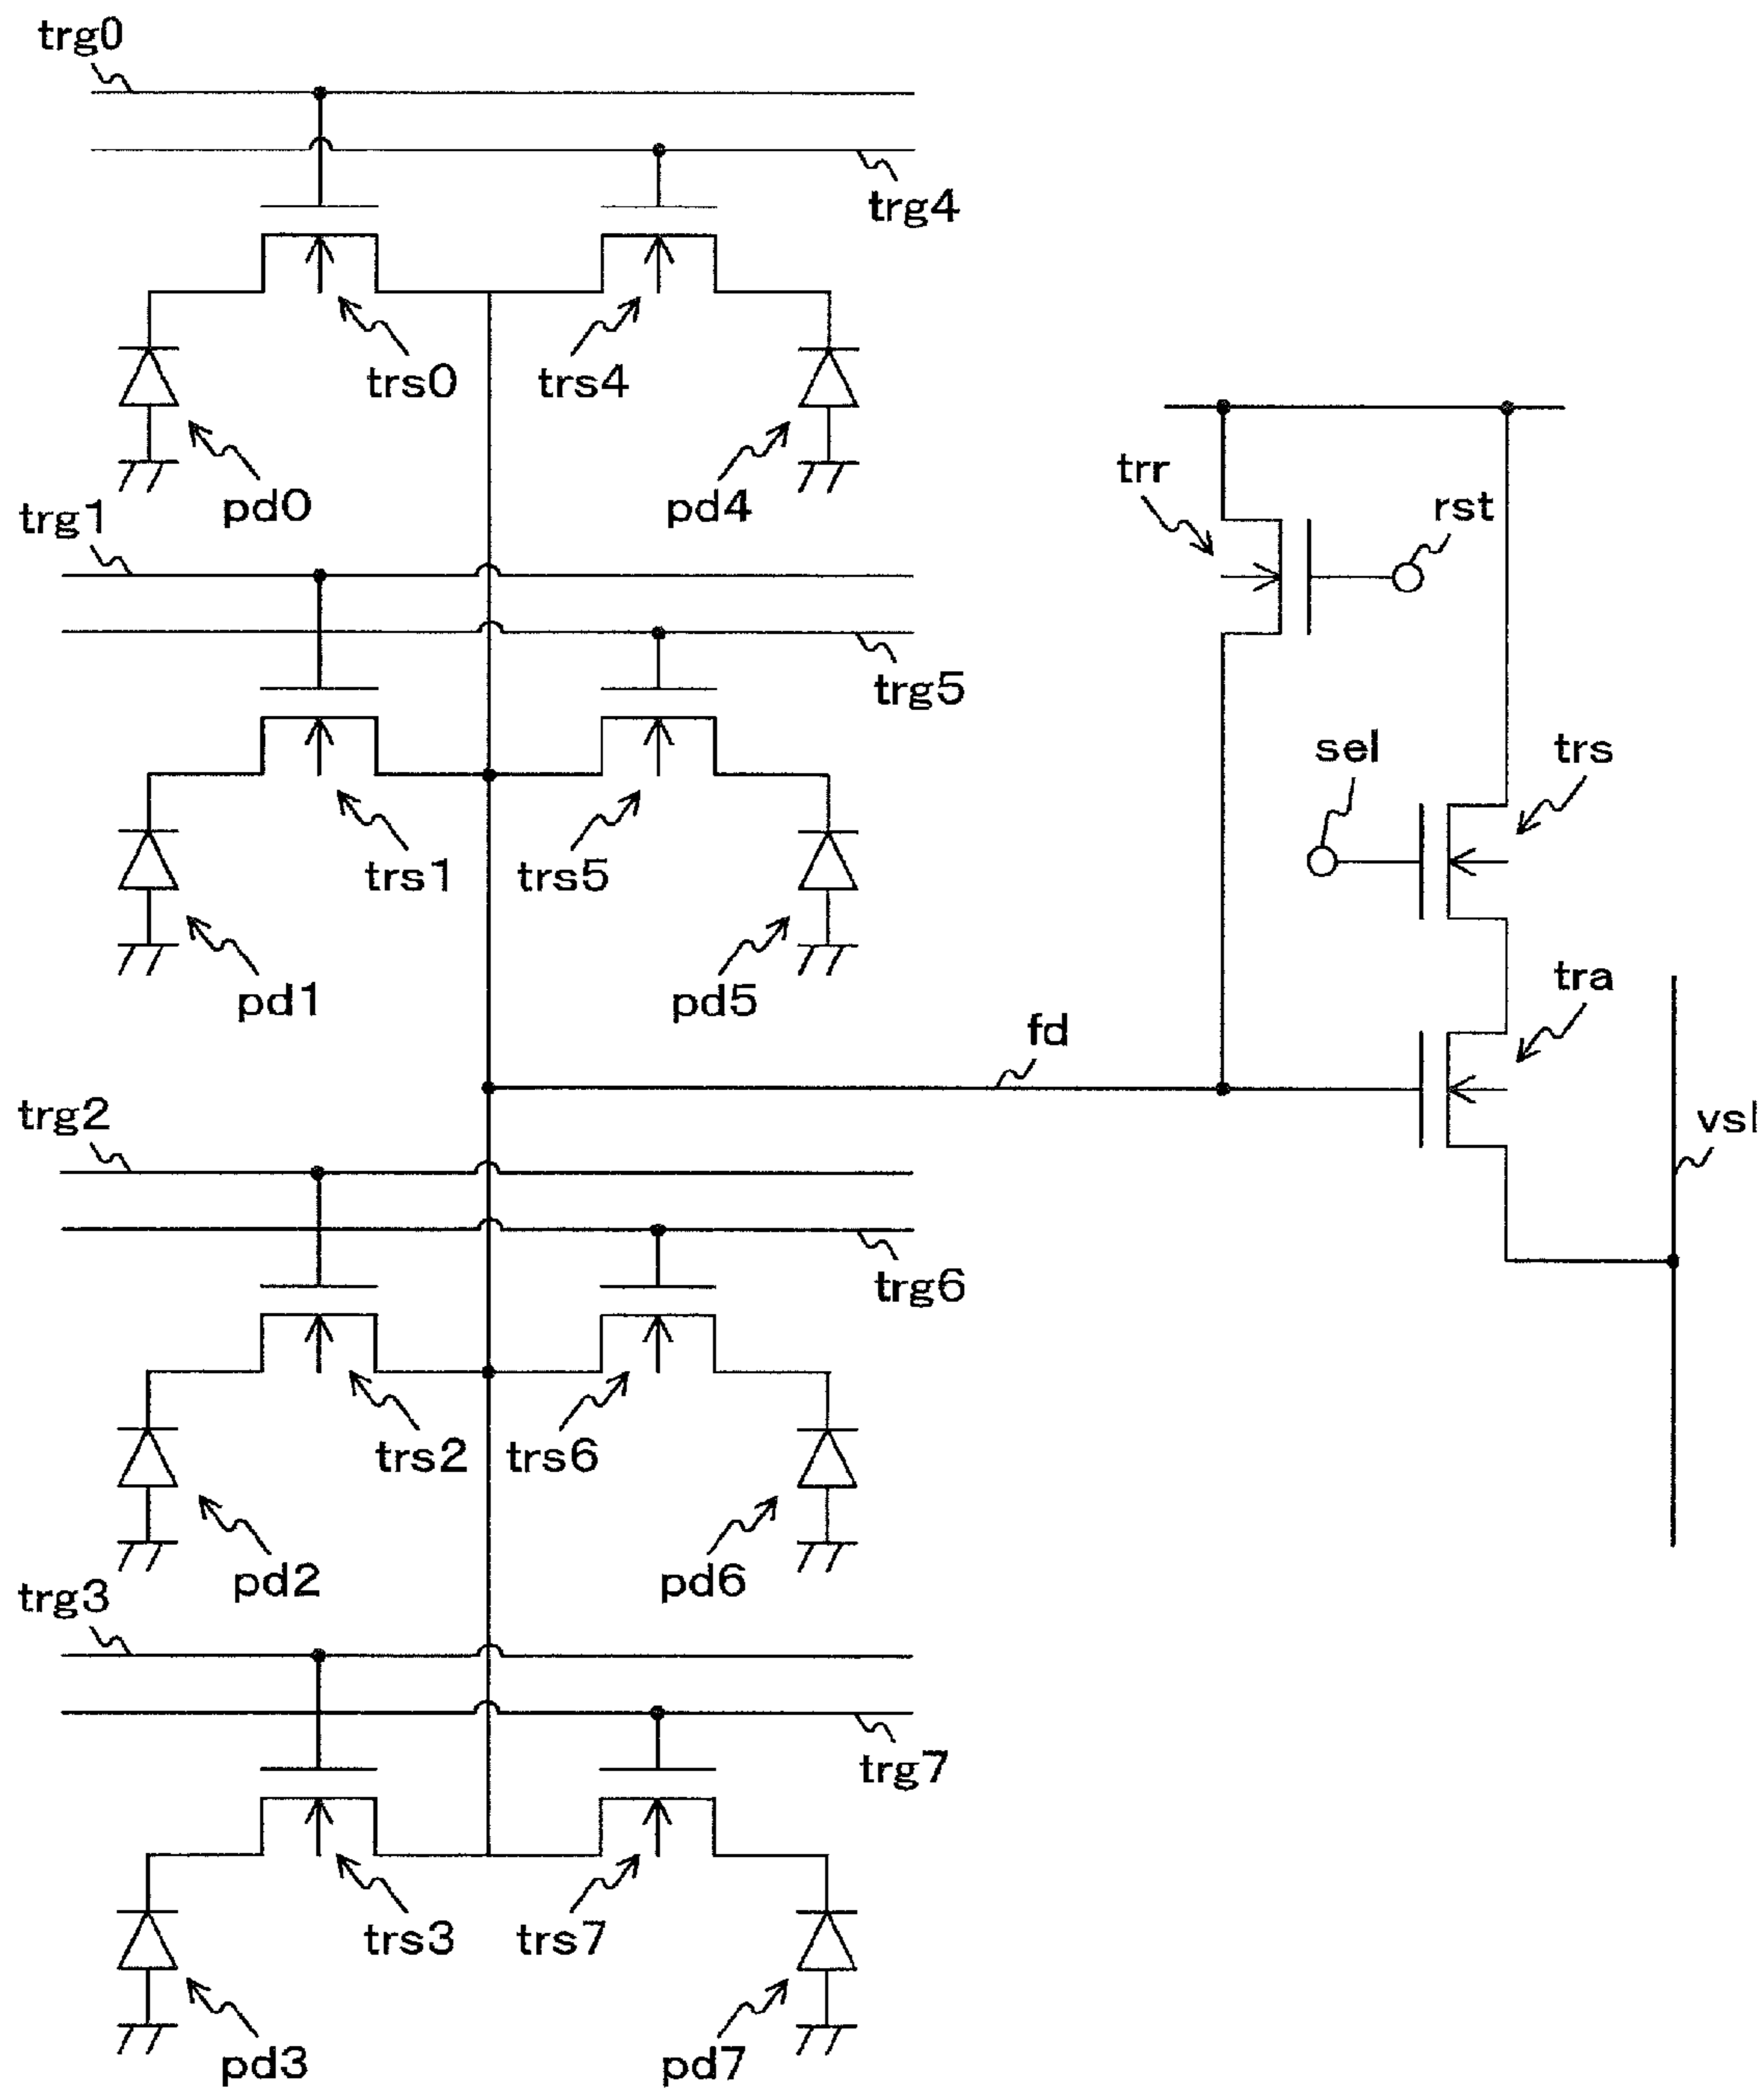 trg0
trg4
trs0
trs4
pd0
pd4
trg1
trg5
trs1
trs5
pd1
pd5
trr
rst
sel
trs
tra
fd
vsl
trg2
trg6
trs2
trs6
pd2
pd6
trg3
trg7
trs3
trs7
pd3
pd7